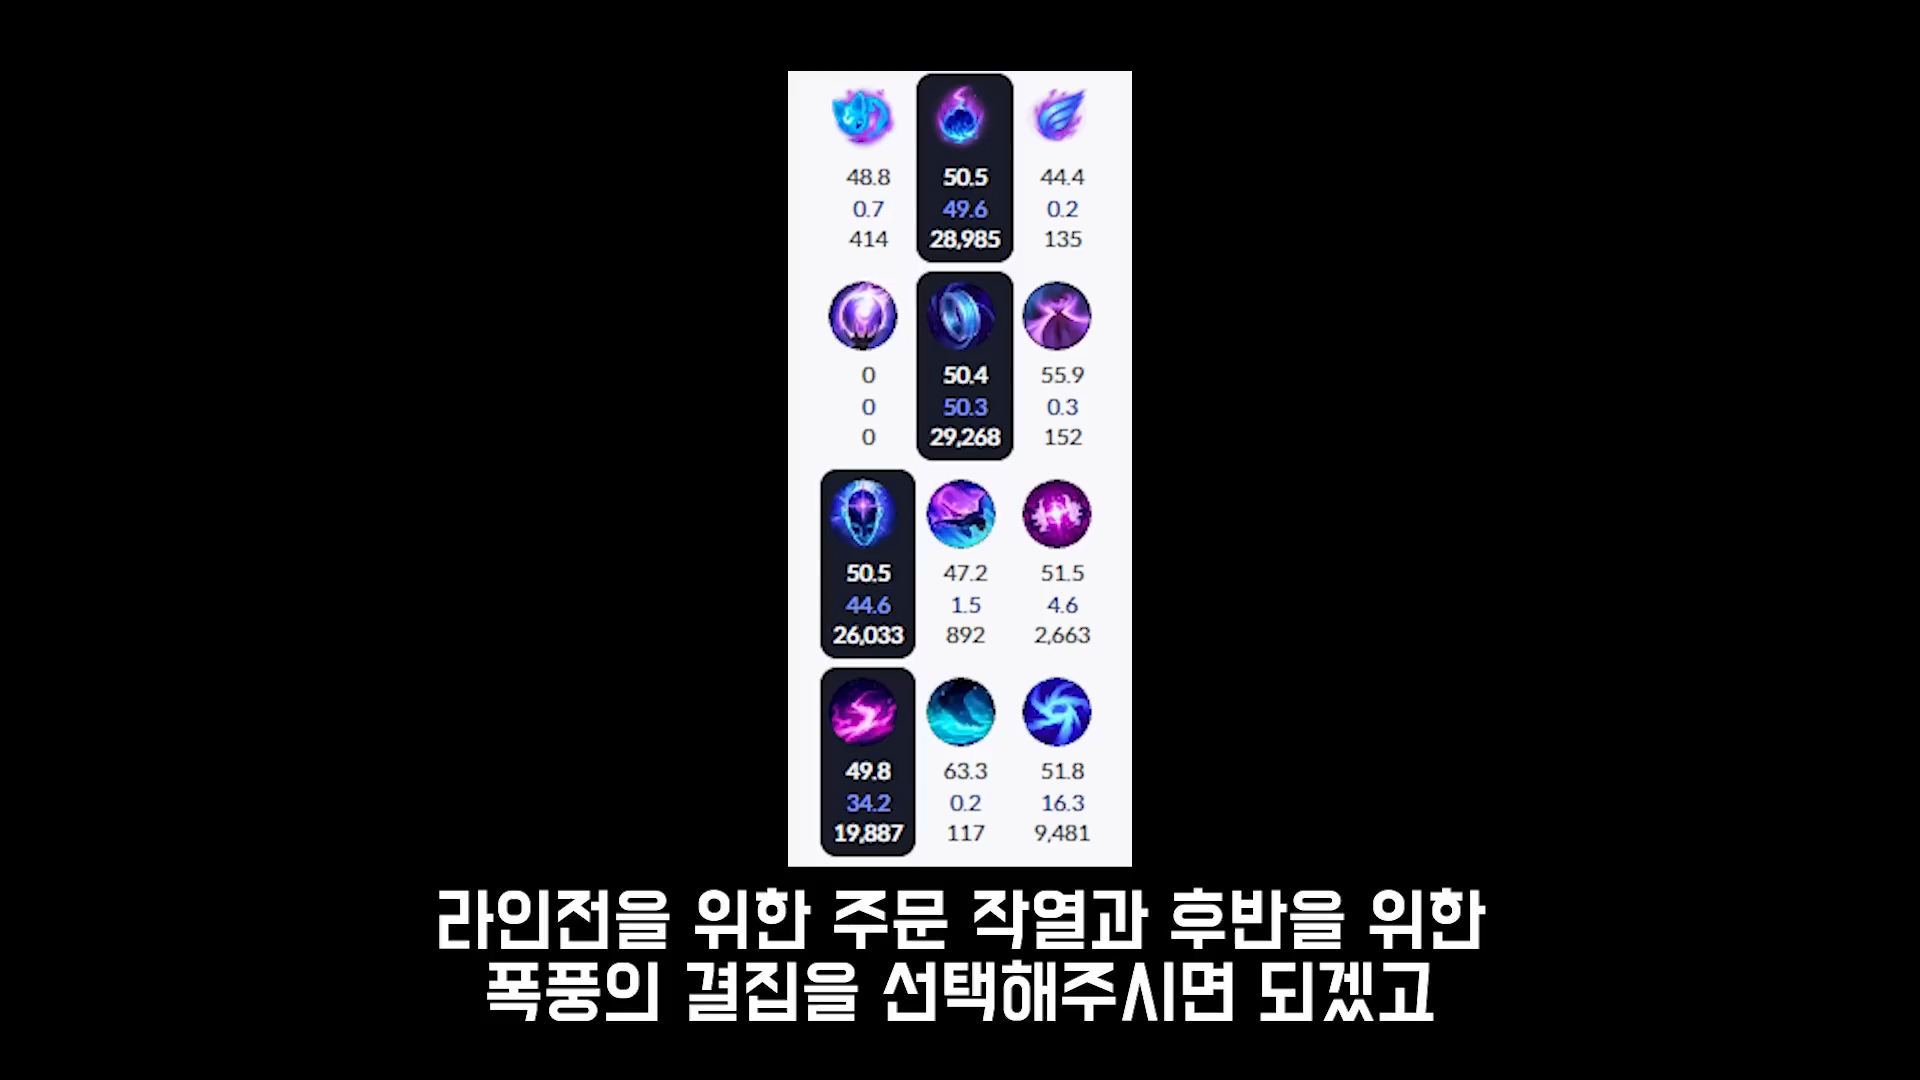 48.8 50.5 44.4
0.7 49.6 0.2
414 28,985 135
0 50.4 55.9
0 50.3 0.3
0 29,268 152
50.5 47.2 51.5
44.6 1.5 4.6
26,033 892 2,663
49.8 63.3 51.8
34.2 0.2 16.3
19,887 117 9,481
라인전을 위한 주문 작열과 후반을 위한
폭풍의 결집을 선택해주시면 되겠고